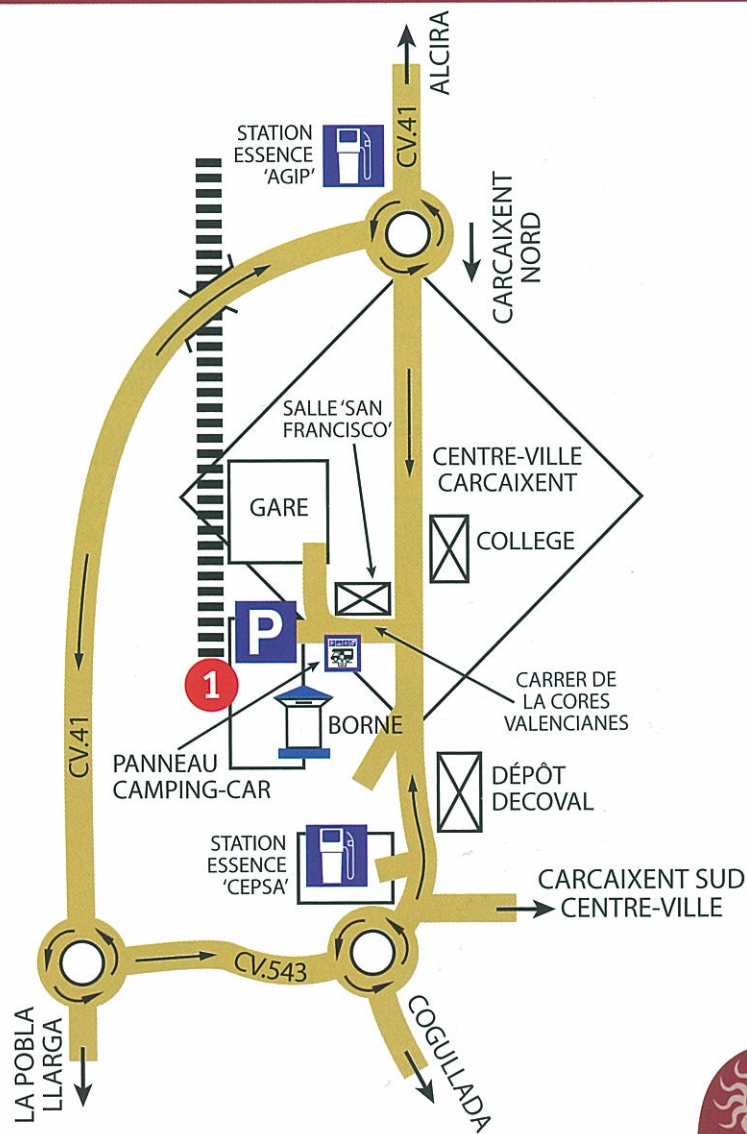 ALCIRA
CV.41
STATION
ESSENCE
'AGIP'
CARCAIXENT
NORD
SALLE 'SAN
FRANCISCO'
CENTRE-VILLE
CARCAIXENT
GARE
COLLEGE
P
1
CARRER DE
LA CORES
VALENCIANES
BORNE
PANNEAU
CAMPING-CAR
CV.41
DÉPÔT
DECOVAL
STATION
ESSENCE
'CEPSA'
CARCAIXENT SUD
CENTRE-VILLE
CV.543
LA POBLA
LLARGA
COGULLADA